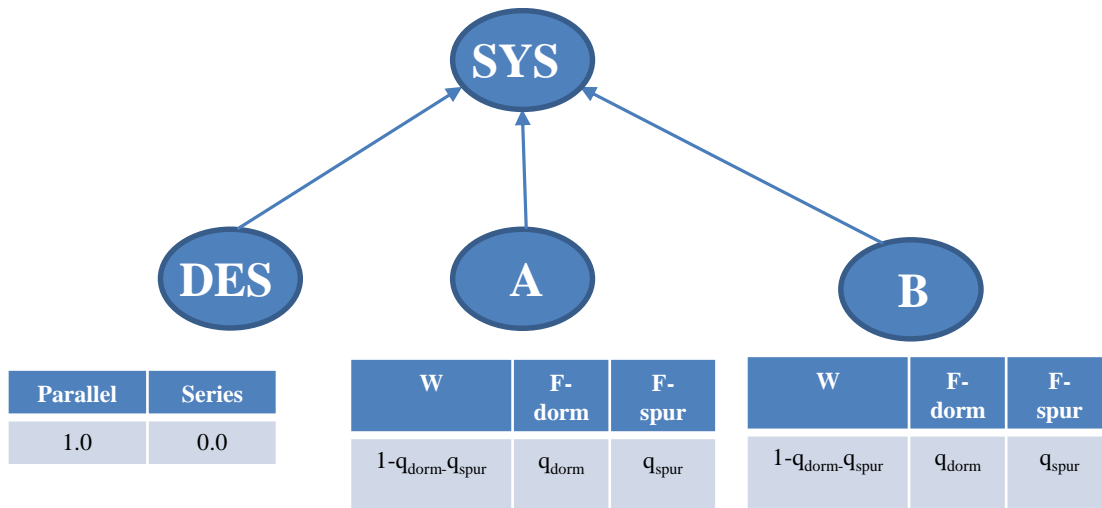 SYS
DES
A
B
Parallel Series
1.0 0.0
W F-
dorm F-
spur
1-qdorm-qspur qdorm qspur
W F-
dorm F-
spur
1-qdorm-qspur qdorm qspur